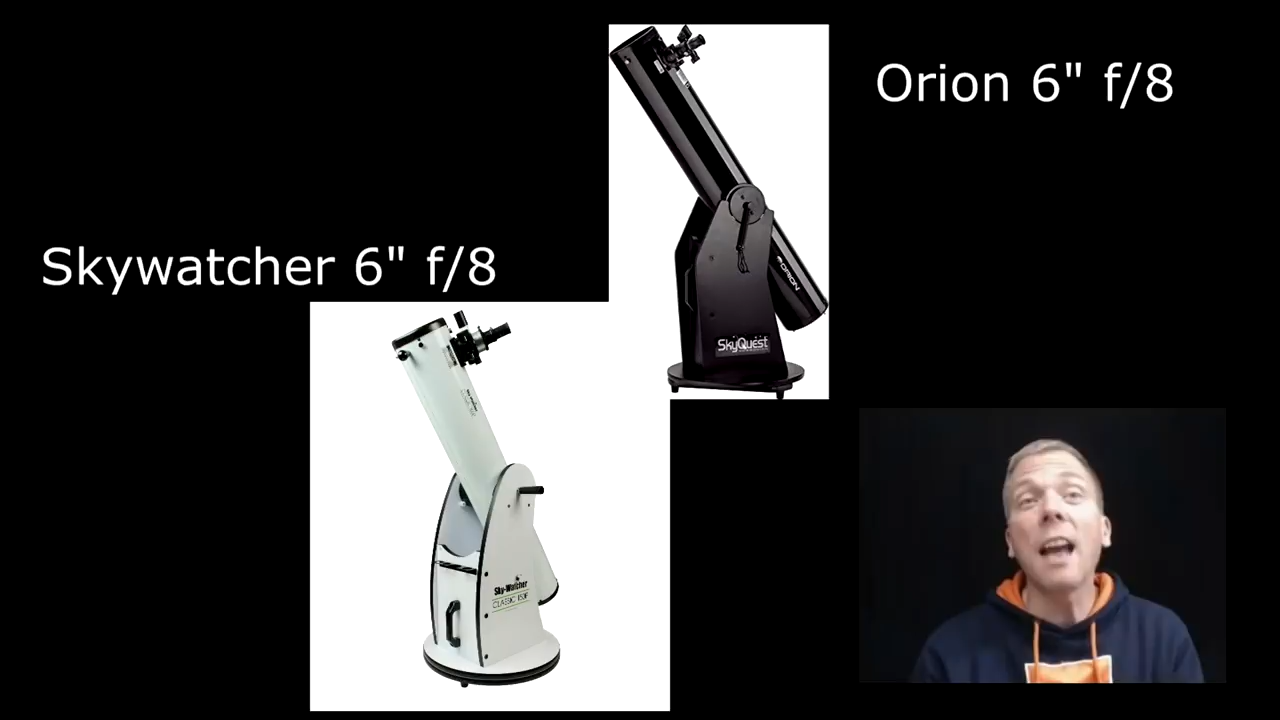 Orion 6" f/8
Skywatcher 6" f/8
ORION
SkyQuest
Sky-Watcher
CLASSIC 150P